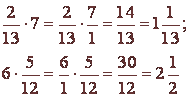 2/13 · 7 = 2/13 · 7/1 = 14/13 = 1 1/13;
6 · 5/12 = 6/1 · 5/12 = 30/12 = 2 1/2